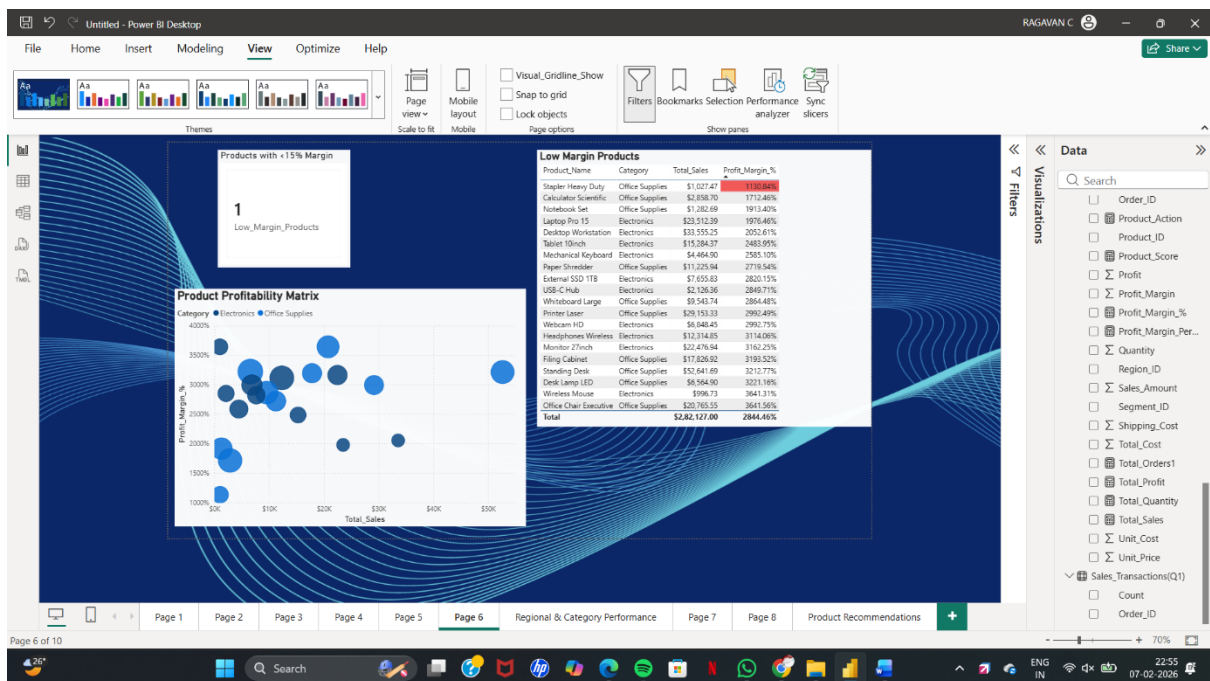 Untitled - Power BI Desktop
RAGAVAN C
File Home Insert Modeling View Optimize Help
Share
Aa Aa Aa Aa Aa Aa
Page view
Mobile layout
Visual_Gridline_Show
Snap to grid
Lock objects
Filters Bookmarks Selection Performance analyzer Sync slicers
Themes Scale to fit Mobile Page options Show panes
Products with <15% Margin
1
Low_Margin_Products
Low Margin Products
Product_Name Category Total_Sales Profit_Margin_%
Stapler Heavy Duty Office Supplies $1,027.47 1130.84%
Calculator Scientific Office Supplies $2,858.70 1712.46%
Notebook Set Office Supplies $1,282.69 1913.40%
Laptop Pro 15 Electronics $23,512.39 1976.46%
Desktop Workstation Electronics $33,555.25 2052.61%
Tablet 10inch Electronics $15,284.37 2483.95%
Mechanical Keyboard Electronics $4,464.90 2585.10%
Paper Shredder Office Supplies $11,225.94 2719.54%
External SSD 1TB Electronics $7,655.83 2820.15%
USB-C Hub Electronics $2,126.36 2849.71%
Whiteboard Large Office Supplies $9,543.74 2864.48%
Printer Laser Office Supplies $29,153.33 2992.49%
Webcam HD Electronics $6,848.45 2992.75%
Headphones Wireless Electronics $12,314.85 3114.06%
Monitor 27inch Electronics $22,476.94 3162.25%
Filing Cabinet Office Supplies $17,826.92 3193.52%
Standing Desk Office Supplies $52,641.69 3212.77%
Desk Lamp LED Office Supplies $6,564.90 3221.16%
Wireless Mouse Electronics $996.73 3641.31%
Office Chair Executive Office Supplies $20,765.55 3641.56%
Total $2,82,127.00 2844.46%
Product Profitability Matrix
Category Electronics Office Supplies
Profit_Margin_%
4000%
3500%
3000%
2500%
2000%
1500%
1000%
$0K $10K $20K $30K $40K $50K
Total_Sales
Filters
Visualizations
Data
Search
Order_ID
Product_Action
Product_ID
Product_Score
Profit
Profit_Margin
Profit_Margin_%
Profit_Margin_Per...
Quantity
Region_ID
Sales_Amount
Segment_ID
Shipping_Cost
Total_Cost
Total_Orders1
Total_Profit
Total_Quantity
Total_Sales
Unit_Cost
Unit_Price
Sales_Transactions(Q1)
Count
Order_ID
Page 1 Page 2 Page 3 Page 4 Page 5 Page 6 Regional & Category Performance Page 7 Page 8 Product Recommendations
Page 6 of 10
70%
26°
Search
ENG
IN
22:55
07-02-2026